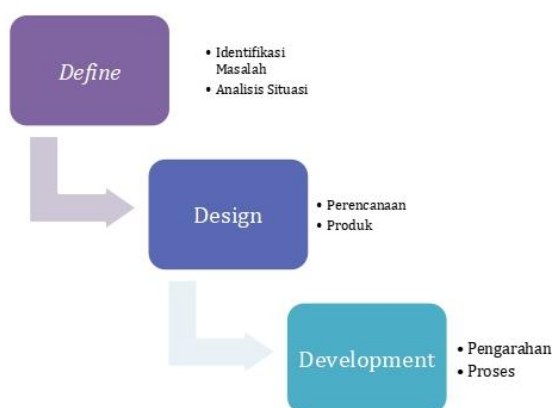 Define
• Identifikasi
Masalah
• Analisis Situasi
Design
• Perencanaan
• Produk
Development
• Pengarahan
• Proses